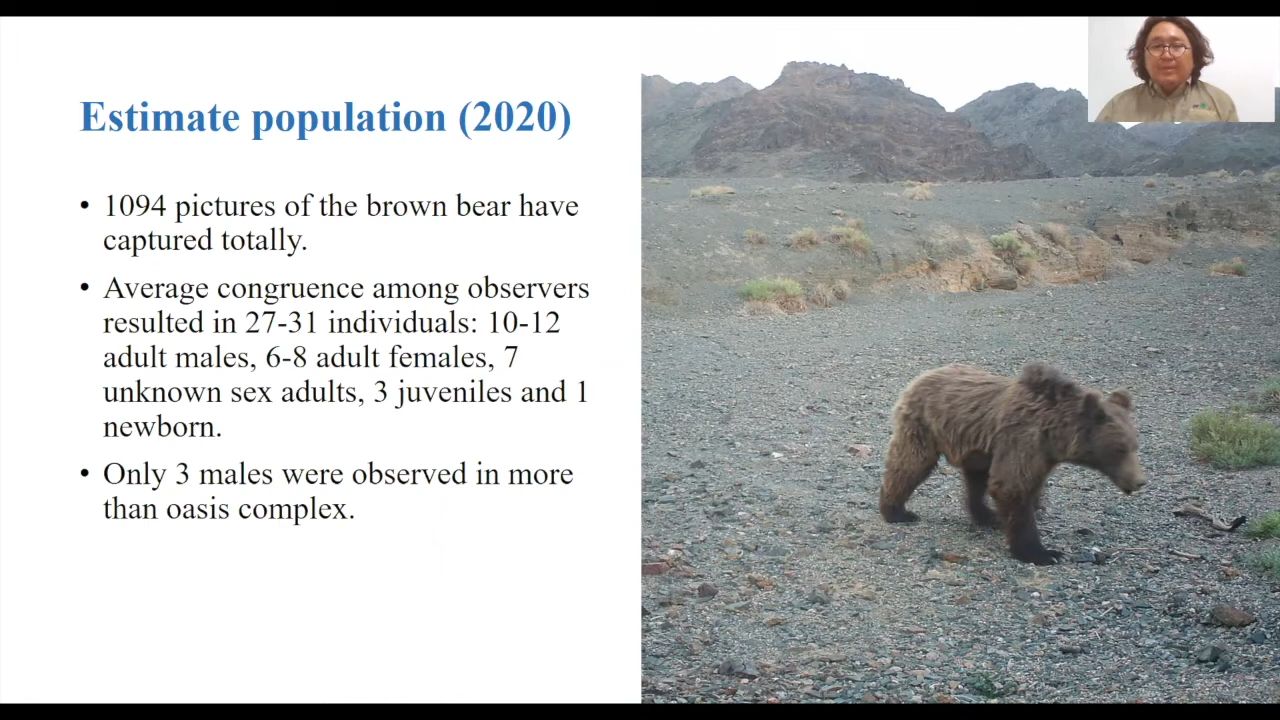 Estimate population (2020)
• 1094 pictures of the brown bear have
captured totally.
• Average congruence among observers
resulted in 27-31 individuals: 10-12
adult males, 6-8 adult females, 7
unknown sex adults, 3 juveniles and 1
newborn.
• Only 3 males were observed in more
than oasis complex.